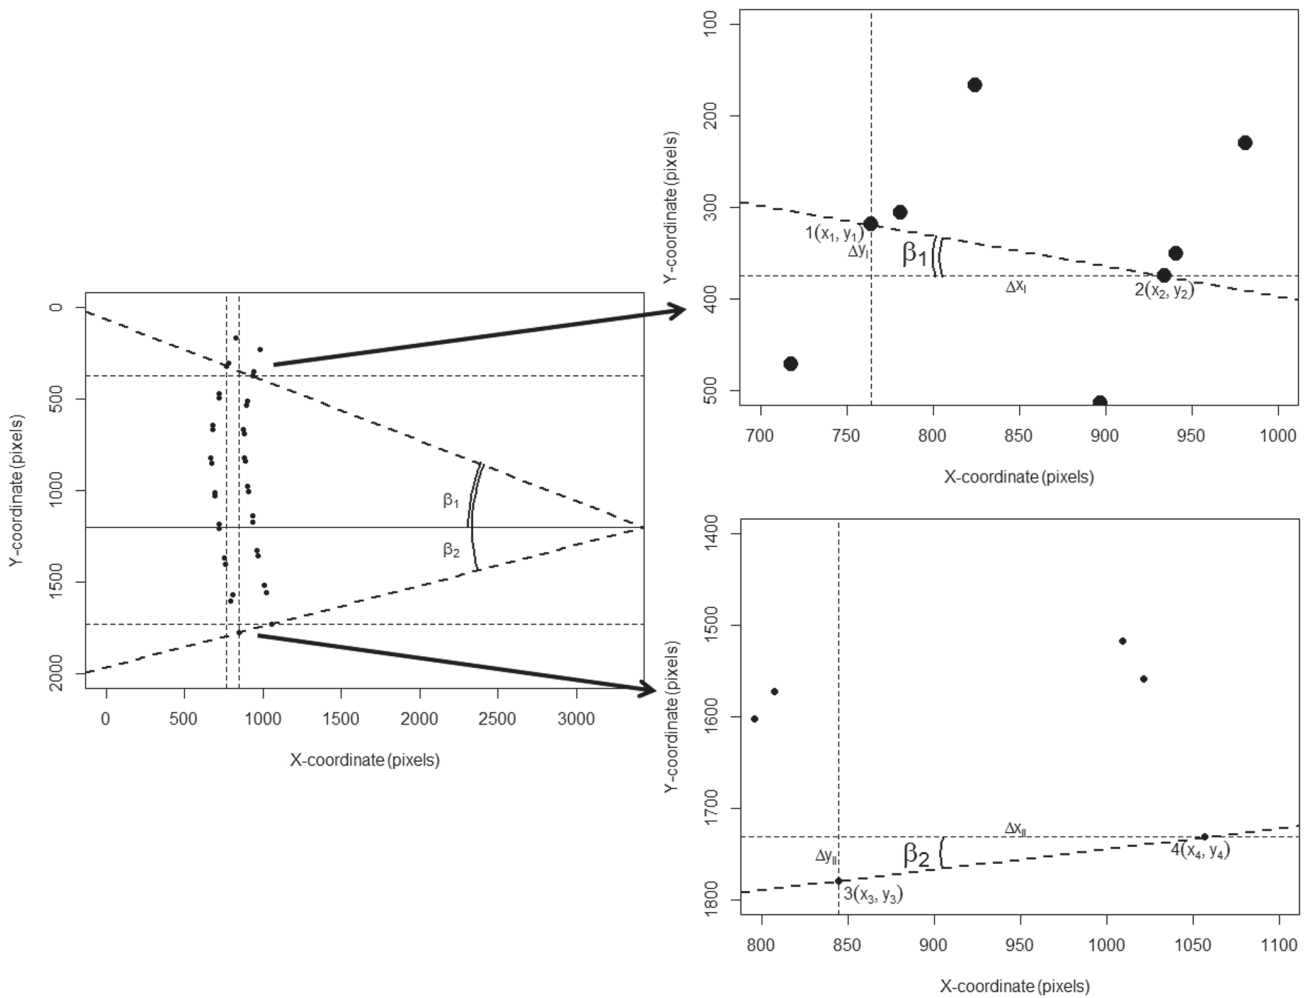 Y-coordinate (pixels)
0
500
1000
1500
2000
β1
β2
0
500
1000
1500
2000
2500
3000
X-coordinate (pixels)
Y-coordinate (pixels)
100
200
300
400
500
1(x1, y1)
ΔyI
β1
ΔxI
2(x2, y2)
700
750
800
850
900
950
1000
X-coordinate (pixels)
Y-coordinate (pixels)
1400
1500
1600
1700
1800
ΔxII
ΔyII
β2
4(x4, y4)
3(x3, y3)
800
850
900
950
1000
1050
1100
X-coordinate (pixels)